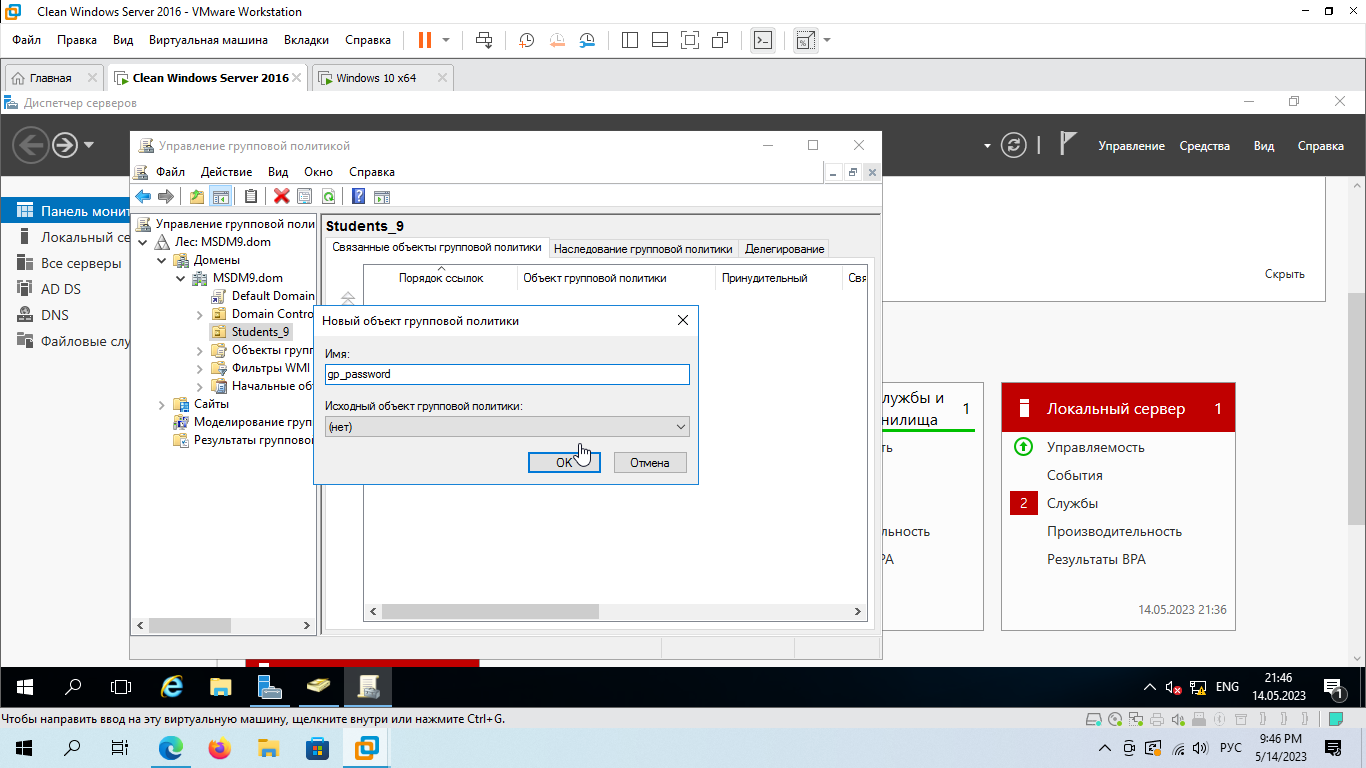 Clean Windows Server 2016 - VMware Workstation
Файл Правка Вид Виртуальная машина Вкладки Справка
Главная Clean Windows Server 2016 Windows 10 x64
Диспетчер серверов
Управление Средства Вид Справка
Управление групповой политикой
Файл Действие Вид Окно Справка
Панель монит
Локальный се
Все серверы
AD DS
DNS
Файловые слу
Управление групповой поли
Лес: MSDM9.dom
Домены
MSDM9.dom
Default Domain
Domain Contro
Students_9
Объекты групп
Фильтры WMI
Начальные об
Сайты
Моделирование груп
Результаты группово
Students_9
Связанные объекты групповой политики Наследование групповой политики Делегирование
Порядок ссылок Объект групповой политики Принудительный Свя
Новый объект групповой политики
Имя:
gp_password
Исходный объект групповой политики:
(нет)
OK Отмена
Скрыть
лужбы и 1
нилища
ть
льность
РА
Локальный сервер 1
Управляемость
События
2 Службы
Производительность
Результаты BPA
14.05.2023 21:36
ENG 21:46
14.05.2023
1
Чтобы направить ввод на эту виртуальную машину, щелкните внутри или нажмите Ctrl+G.
РУС 9:46 PM
5/14/2023